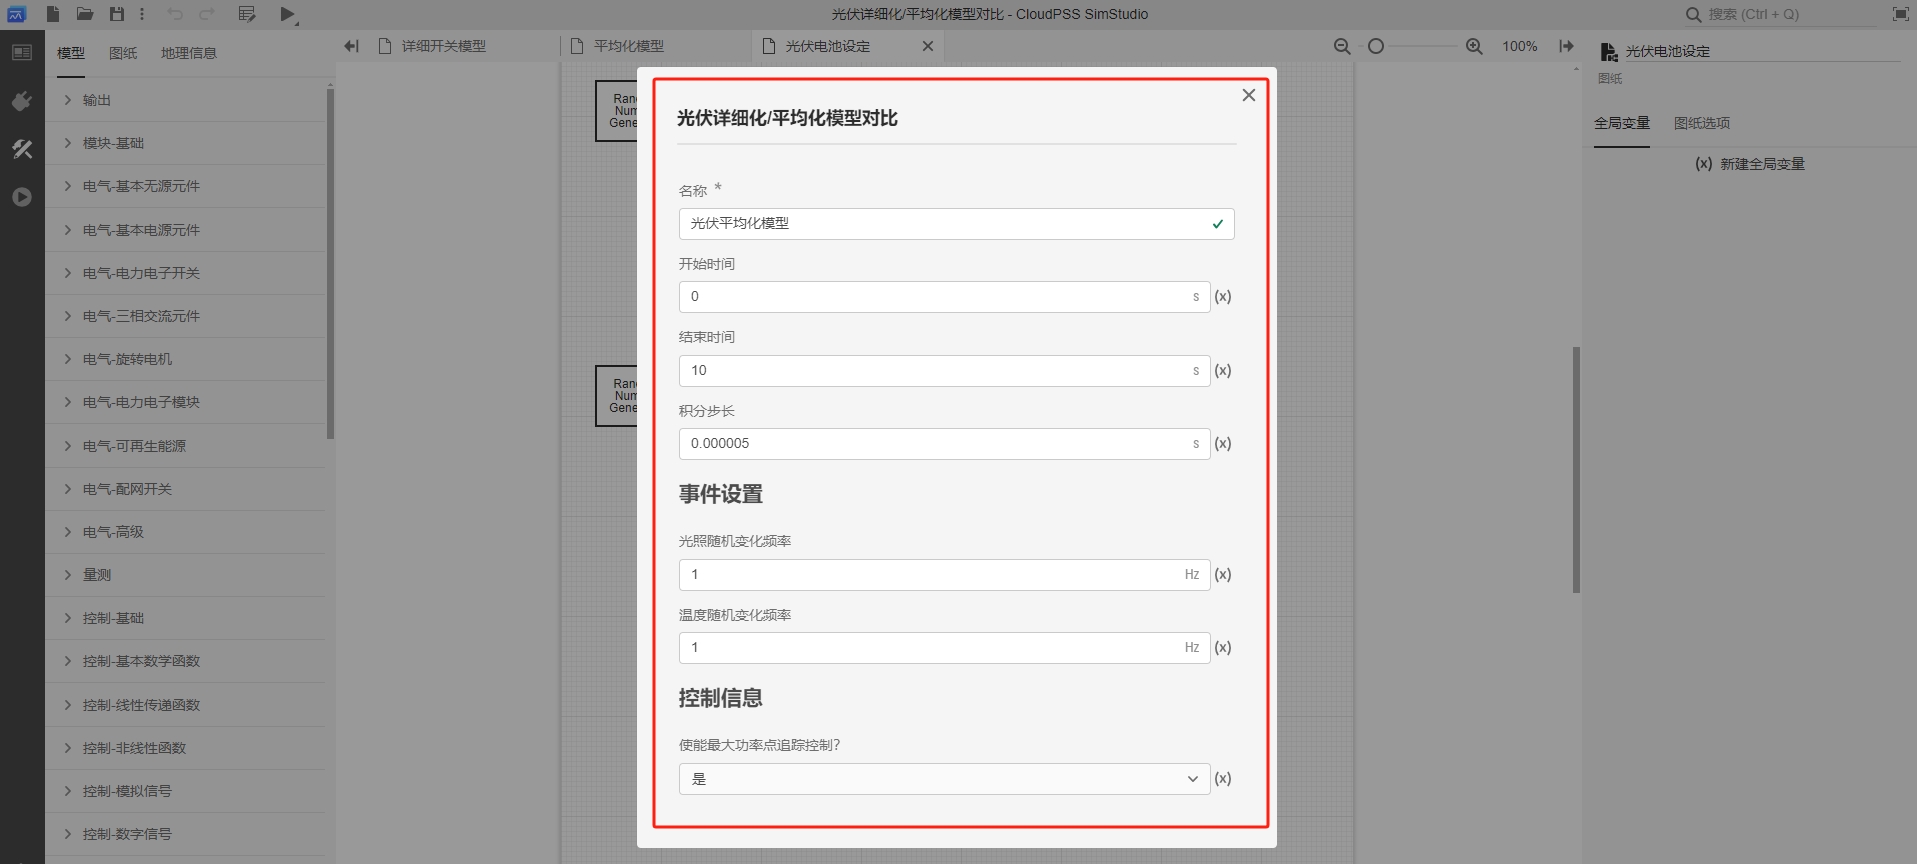 光伏详细化/平均化模型对比 - CloudPSS SimStudio
搜索 (Ctrl + Q)
模型
图纸
地理信息
详细开关模型
平均化模型
光伏电池设定
100%
光伏电池设定
图纸
全局变量
图纸选项
(x) 新建全局变量
输出
模块-基础
电气-基本无源元件
电气-基本电源元件
电气-电力电子开关
电气-三相交流元件
电气-旋转电机
电气-电力电子模块
电气-可再生能源
电气-配网开关
电气-高级
量测
控制-基础
控制-基本数学函数
控制-线性传递函数
控制-非线性函数
控制-模拟信号
控制-数字信号
Ran
Num
Gene
Ran
Num
Gene
光伏详细化/平均化模型对比
名称 *
光伏平均化模型
开始时间
0 s (x)
结束时间
10 s (x)
积分步长
0.000005 s (x)
事件设置
光照随机变化频率
1 Hz (x)
温度随机变化频率
1 Hz (x)
控制信息
使能最大功率点追踪控制?
是 (x)